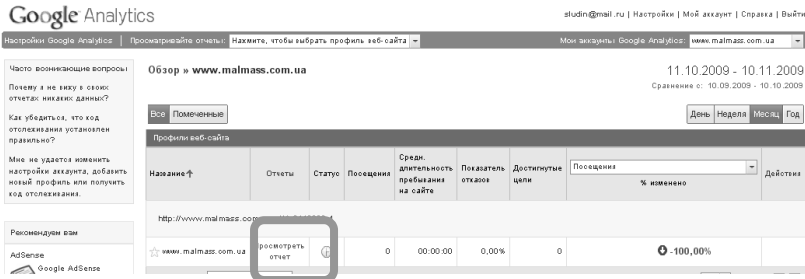 Google Analytics
sludin@mail.ru | Настройки | Мой аккаунт | Справка | Выйти
Настройки Google Analytics | Просматривайте отчеты: Нажмите, чтобы выбрать профиль веб-сайта
Мои аккаунты Google Analytics: www.malmass.com.ua
Часто возникающие вопросы
Почему я не вижу в своих
отчетах никаких данных?
Как убедиться, что код
отслеживания установлен
правильно?
Мне не удается изменить
настройки аккаунта, добавить
новый профиль или получить
код отслеживания.
Рекомендуем вам
AdSense
Google AdSense
Обзор » www.malmass.com.ua
11.10.2009 - 10.11.2009
Сравнение с: 10.09.2009 - 10.10.2009
Все Помеченные
День Неделя Месяц Год
Профили веб-сайта
Название Отчеты Статус Посещения
Средн.
длительность
пребывания
на сайте
Показатель
отказов
Достигнутые
цели
Посещения
% изменено
Действия
http://www.malmass.com
www.malmass.com.ua
Просмотреть
отчет
0 00:00:00 0,00% 0 -100,00%